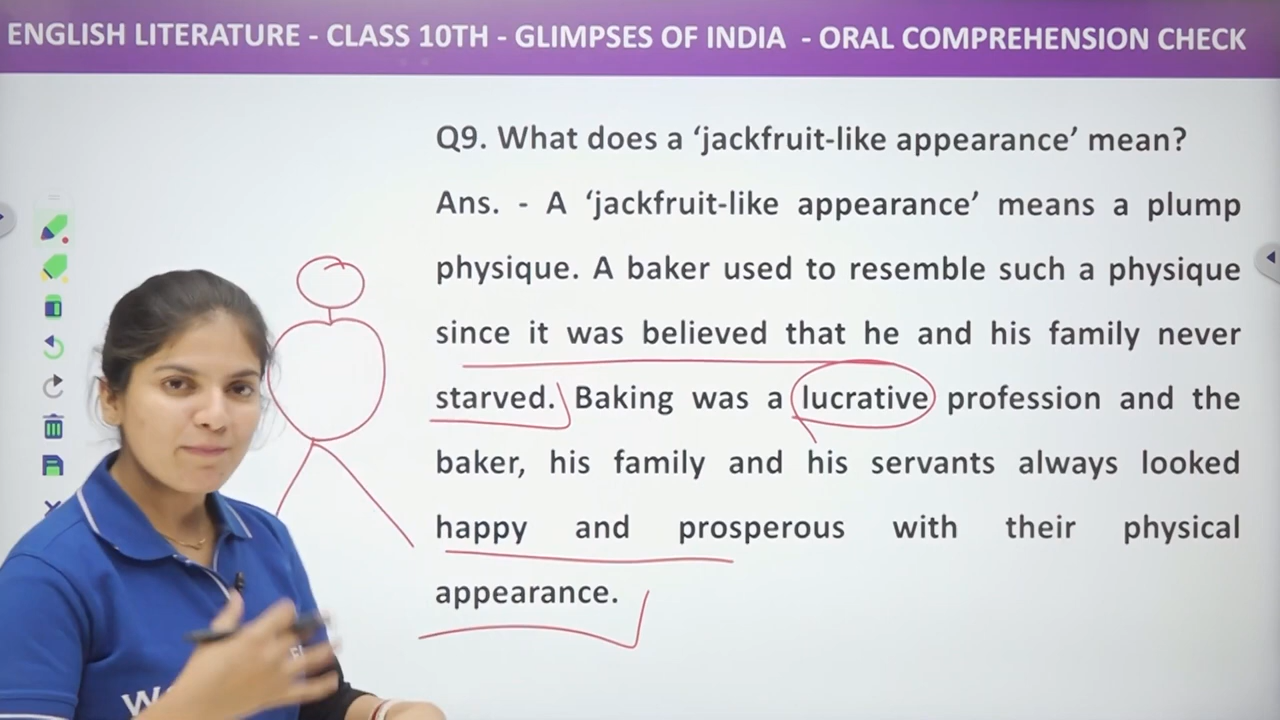 ENGLISH LITERATURE - CLASS 10TH - GLIMPSES OF INDIA - ORAL COMPREHENSION CHECK
Q9. What does a ‘jackfruit-like appearance’ mean?
Ans. - A ‘jackfruit-like appearance’ means a plump
physique. A baker used to resemble such a physique
since it was believed that he and his family never
starved. Baking was a lucrative profession and the
baker, his family and his servants always looked
happy and prosperous with their physical
appearance.